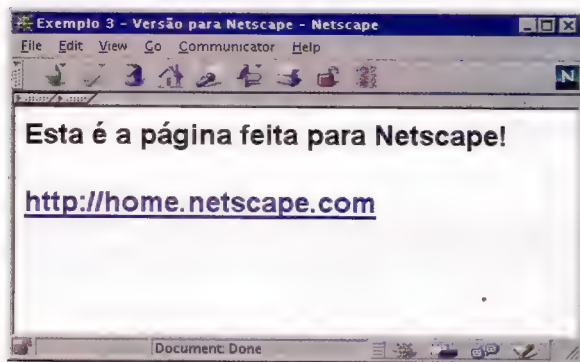 Exemplo 3 - Versão para Netscape - Netscape
File Edit View Go Communicator Help
N
Esta é a página feita para Netscape!
http://home.netscape.com
Document: Done